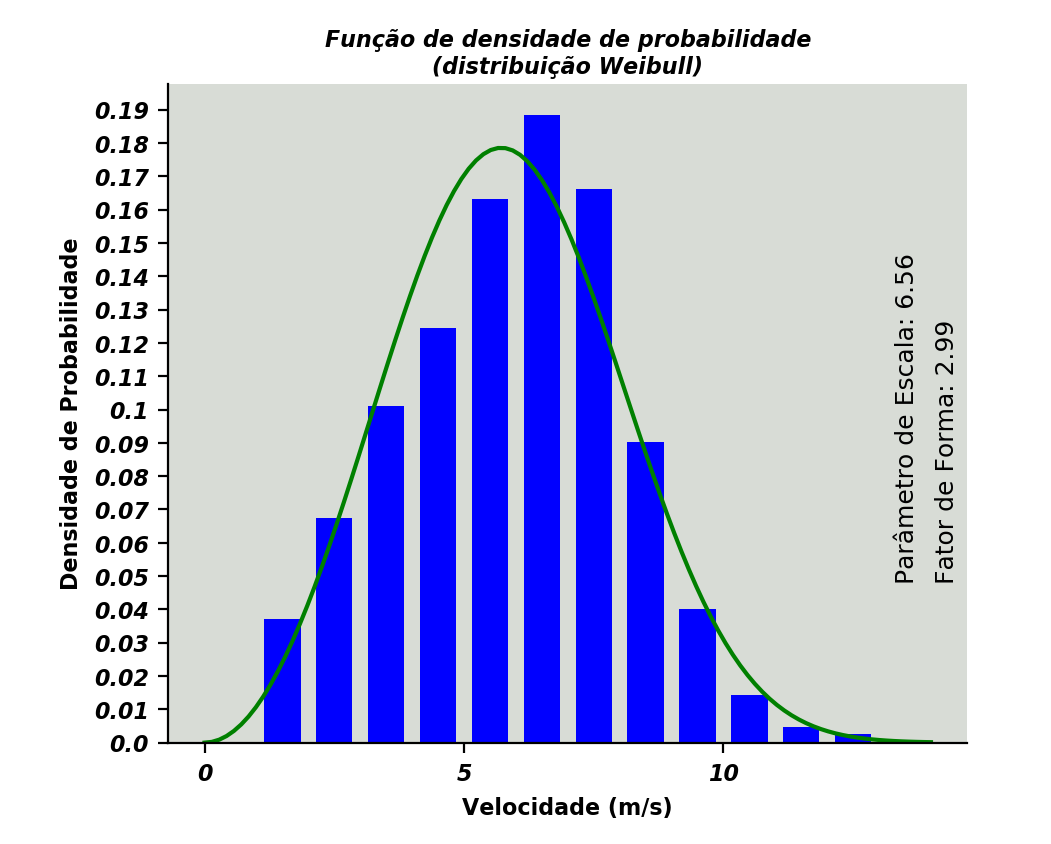 Função de densidade de probabilidade
(distribuição Weibull)
Densidade de Probabilidade
0.19
0.18
0.17
0.16
0.15
0.14
0.13
0.12
0.11
0.1
0.09
0.08
0.07
0.06
0.05
0.04
0.03
0.02
0.01
0.0
Parâmetro de Escala: 6.56
Fator de Forma: 2.99
0 5 10
Velocidade (m/s)